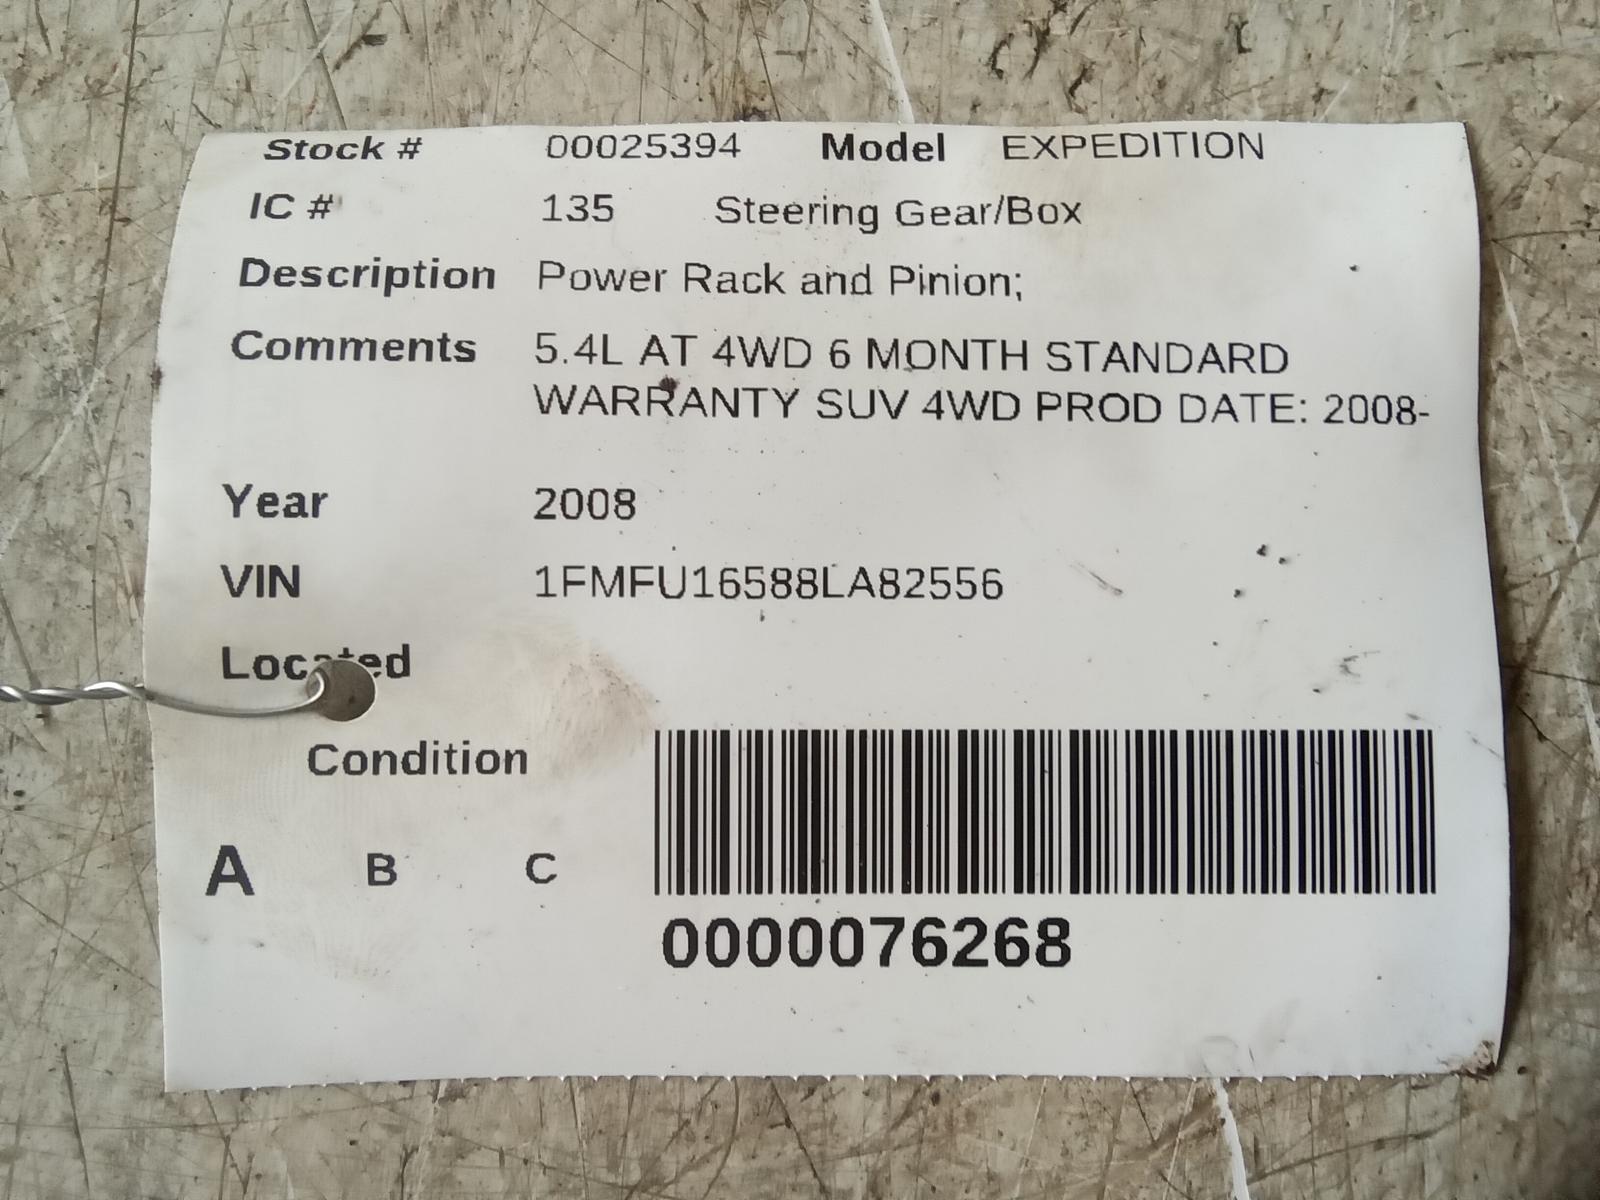 Stock # 00025394 Model EXPEDITION
IC # 135 Steering Gear/Box
Description Power Rack and Pinion;
Comments 5.4L AT 4WD 6 MONTH STANDARD
WARRANTY SUV 4WD PROD DATE: 2008-
Year 2008
VIN 1FMFU16588LA82556
Located
Condition
A B C
0000076268